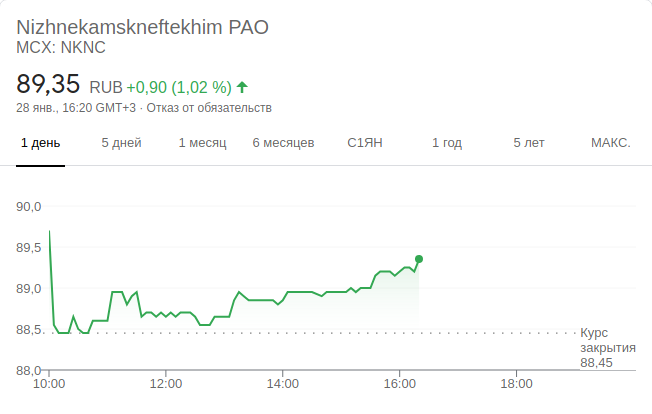 Nizhnekamskneftekhim PAO
MCX: NKNC
89,35 RUB +0,90 (1,02 %)
28 янв., 16:20 GMT+3 · Отказ от обязательств
1 день 5 дней 1 месяц 6 месяцев С1ЯН 1 год 5 лет МАКС.
90,0
89,5
89,0
88,5
88,0
Курс
закрытия
88,45
10:00 12:00 14:00 16:00 18:00